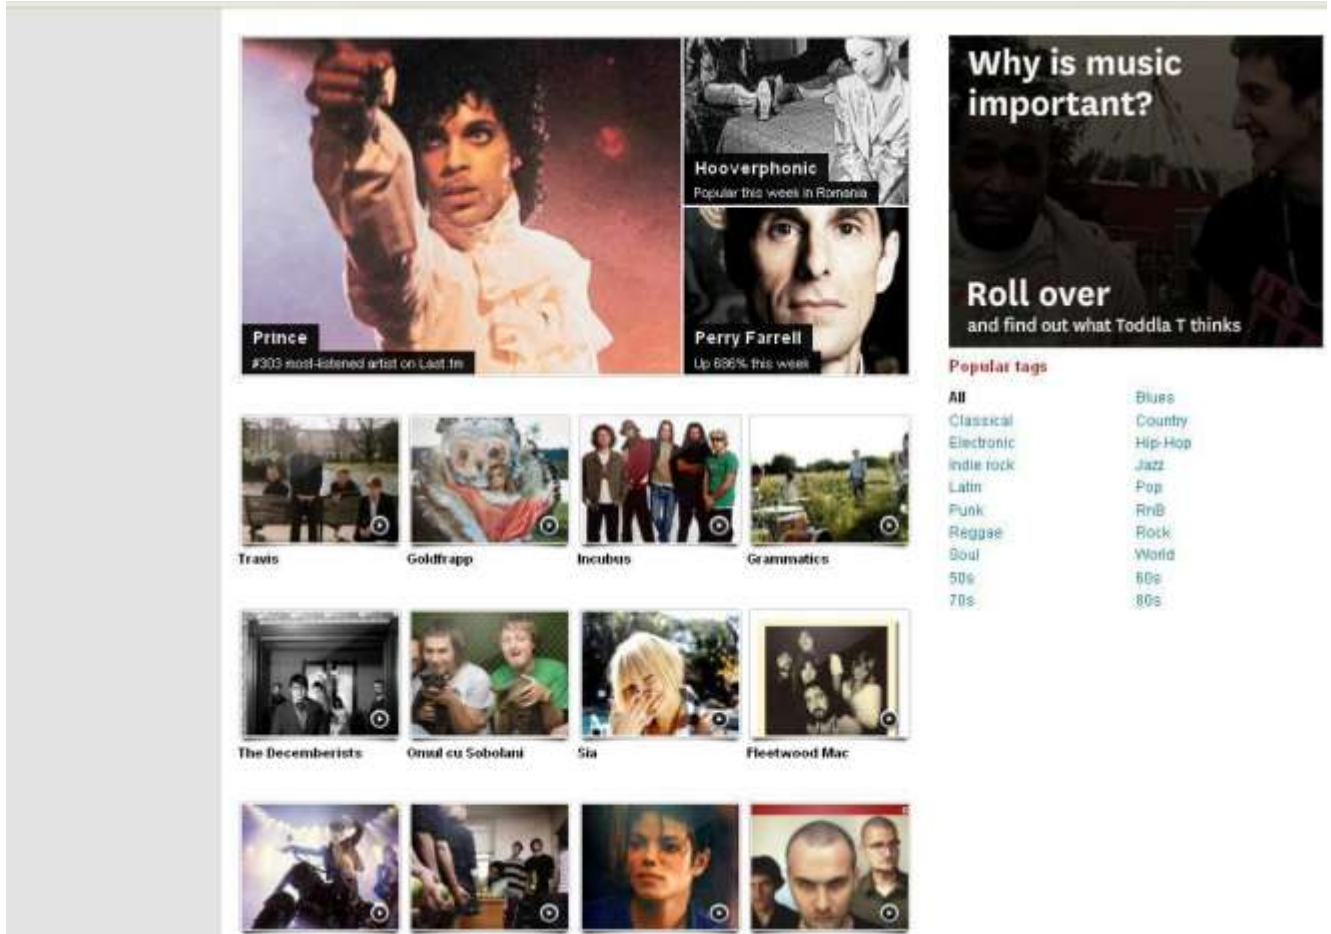 Prince
#303 most-listened artist on Last.fm
Hooverphonic
Popular this week in Romania
Perry Farrell
Up 686% this week
Travis
Goldfrapp
Incubus
Grammatics
The Decemberists
Omul cu Sobolani
Sia
Fleetwood Mac
Why is music
important?
Roll over
and find out what Toddla T thinks
Popular tags
All
Blues
Classical
Country
Electronic
Hip-Hop
Indie rock
Jazz
Latin
Pop
Punk
RnB
Reggae
Rock
Soul
World
50s
60s
70s
80s